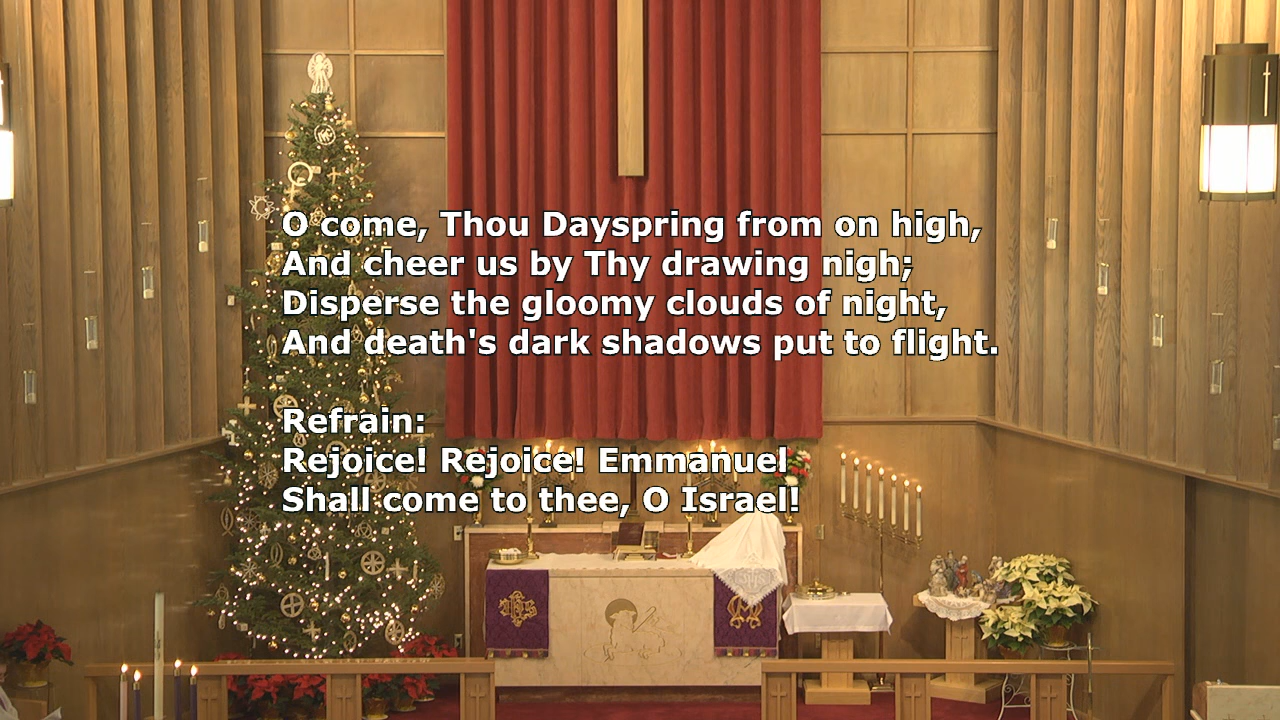 O come, Thou Dayspring from on high,
And cheer us by Thy drawing nigh;
Disperse the gloomy clouds of night,
And death's dark shadows put to flight.
Refrain:
Rejoice! Rejoice! Emmanuel
Shall come to thee, O Israel!